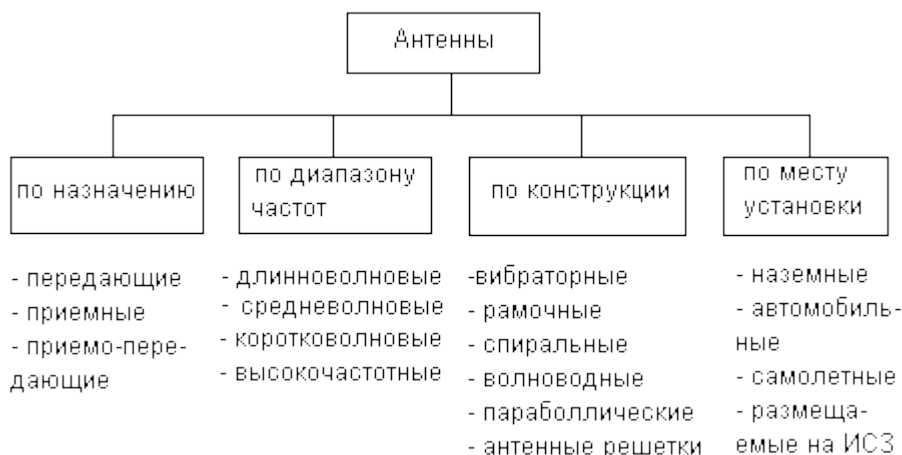 Антенны
по назначению
по диапазону
частот
по конструкции
по месту
установки
- передающие
- приемные
- приемо-пере-
дающие
- длинноволновые
- средневолновые
- коротковолновые
- высокочастотные
-вибраторные
- рамочные
- спиральные
- волноводные
- параболлические
- антенные решетки
- наземные
- автомобиль-
ные
- самолетные
- размеща-
емые на ИСЗ